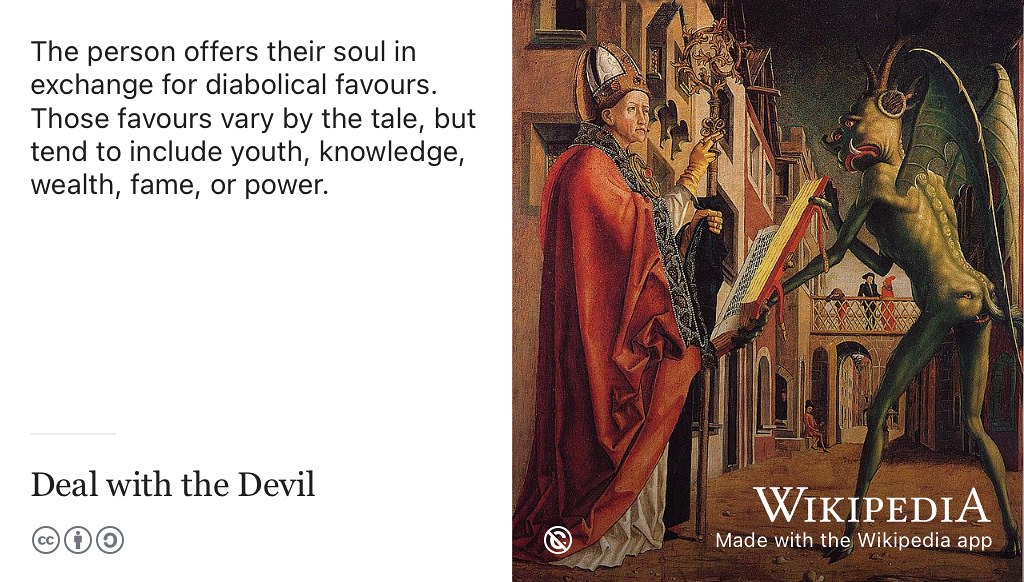 The person offers their soul in
exchange for diabolical favours.
Those favours vary by the tale, but
tend to include youth, knowledge,
wealth, fame, or power.
Deal with the Devil
cc
WIKIPEDIA
Made with the Wikipedia app